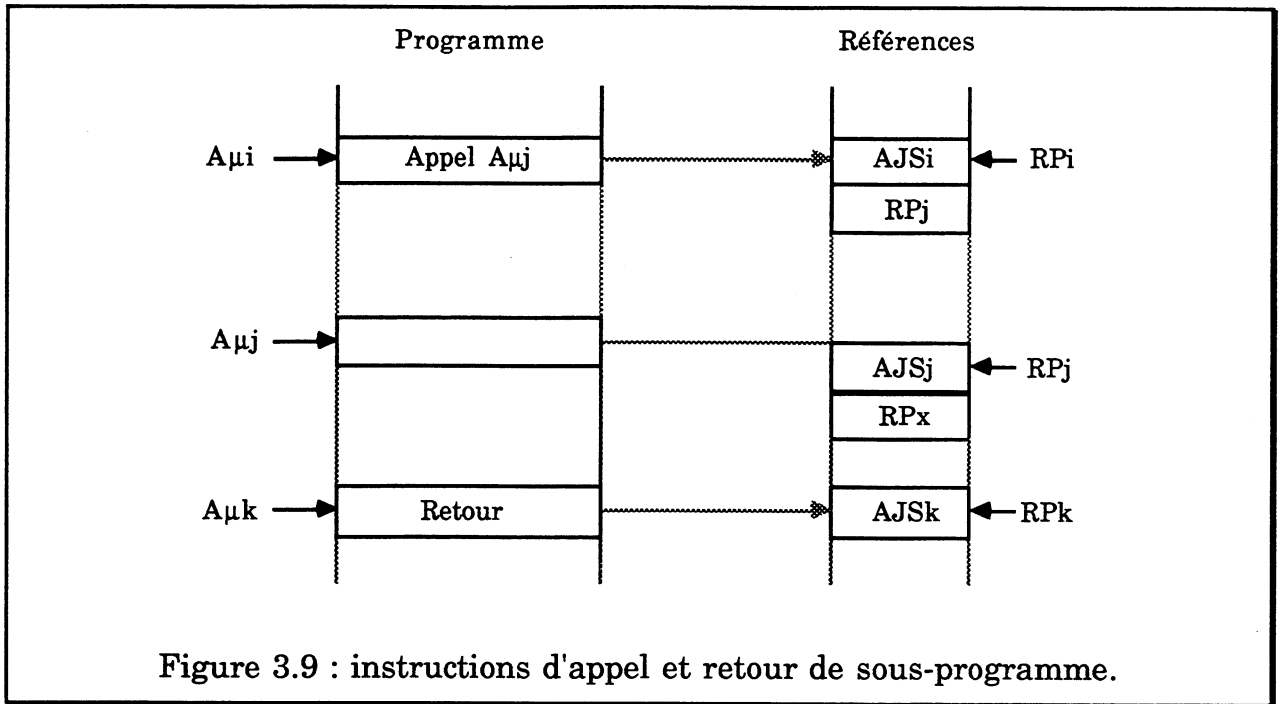 Programme Références
Aμi Appel Aμj AJSi RPi
RPj
Aμj AJSj RPj
RPx
Aμk Retour AJSk RPk
Figure 3.9 : instructions d'appel et retour de sous-programme.